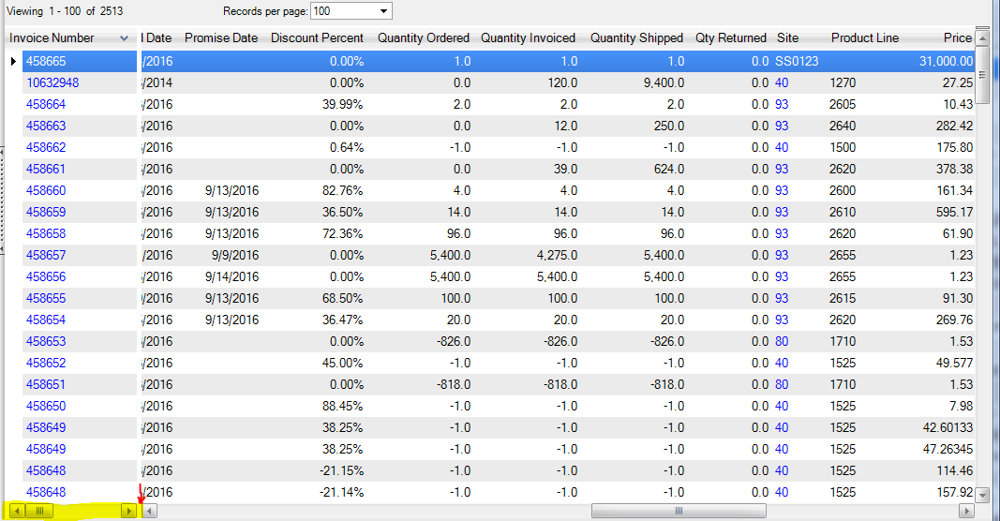 Viewing 1 - 100 of 2513 Records per page: 100
Invoice Number l Date Promise Date Discount Percent Quantity Ordered Quantity Invoiced Quantity Shipped Qty Returned Site Product Line Price
458665 /2016 0.00% 1.0 1.0 1.0 0.0 SS0123 31,000.00
10632948 /2014 0.00% 0.0 120.0 9,400.0 0.0 40 1270 27.25
458664 /2016 39.99% 2.0 2.0 2.0 0.0 93 2605 10.43
458663 /2016 0.00% 0.0 12.0 250.0 0.0 93 2640 282.42
458662 /2016 0.64% -1.0 -1.0 -1.0 0.0 40 1500 175.80
458661 /2016 0.00% 0.0 39.0 624.0 0.0 93 2620 378.38
458660 /2016 9/13/2016 82.76% 4.0 4.0 4.0 0.0 93 2600 161.34
458659 /2016 9/13/2016 36.50% 14.0 14.0 14.0 0.0 93 2610 595.17
458658 /2016 9/13/2016 72.36% 96.0 96.0 96.0 0.0 93 2620 61.90
458657 /2016 9/9/2016 0.00% 5,400.0 4,275.0 5,400.0 0.0 93 2655 1.23
458656 /2016 9/14/2016 0.00% 5,400.0 5,400.0 5,400.0 0.0 93 2655 1.23
458655 /2016 9/13/2016 68.50% 100.0 100.0 100.0 0.0 93 2615 91.30
458654 /2016 9/13/2016 36.47% 20.0 20.0 20.0 0.0 93 2620 269.76
458653 /2016 0.00% -826.0 -826.0 -826.0 0.0 80 1710 1.53
458652 /2016 45.00% -1.0 -1.0 -1.0 0.0 40 1525 49.577
458651 /2016 0.00% -818.0 -818.0 -818.0 0.0 80 1710 1.53
458650 /2016 88.45% -1.0 -1.0 -1.0 0.0 40 1525 7.98
458649 /2016 38.25% -1.0 -1.0 -1.0 0.0 40 1525 42.60133
458649 /2016 38.25% -1.0 -1.0 -1.0 0.0 40 1525 47.26345
458648 /2016 -21.15% -1.0 -1.0 -1.0 0.0 40 1525 114.46
458648 /2016 -21.14% -1.0 -1.0 -1.0 0.0 40 1525 157.92